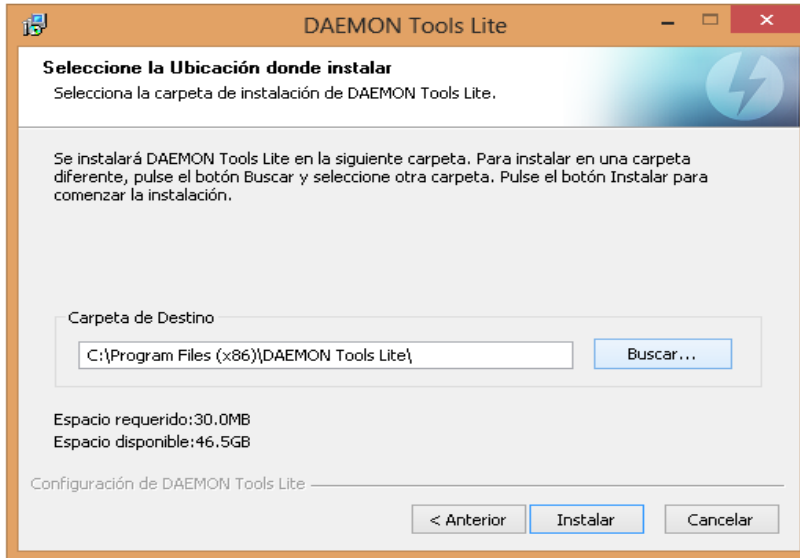 DAEMON Tools Lite
Seleccione la Ubicación donde instalar
Selecciona la carpeta de instalación de DAEMON Tools Lite.
Se instalará DAEMON Tools Lite en la siguiente carpeta. Para instalar en una carpeta
diferente, pulse el botón Buscar y seleccione otra carpeta. Pulse el botón Instalar para
comenzar la instalación.
Carpeta de Destino
C:\Program Files (x86)\DAEMON Tools Lite\
Buscar...
Espacio requerido:30.0MB
Espacio disponible:46.5GB
Configuración de DAEMON Tools Lite
< Anterior
Instalar
Cancelar